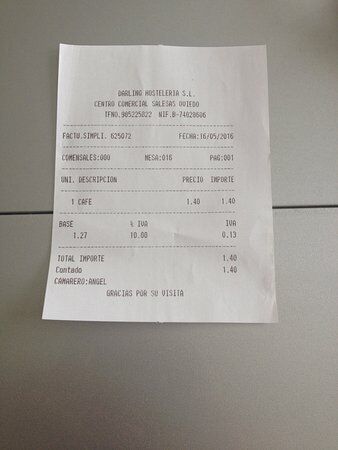 DARLING HOSTELERIA S.L.
CENTRO COMERCIAL SALESAS OVIEDO
TFNO.985225822 NIF.B-74028606
FACTU.SIMPLI. 625072 FECHA:16/05/2016
COMENSALES:000 MESA:016 PAG:001
UNI. DESCRIPCION PRECIO IMPORTE
1 CAFE 1.40 1.40
BASE % IVA IVA
1.27 10.00 0.13
TOTAL IMPORTE 1.40
Contado 1.40
CAMARERO:ANGEL
GRACIAS POR SU VISITA